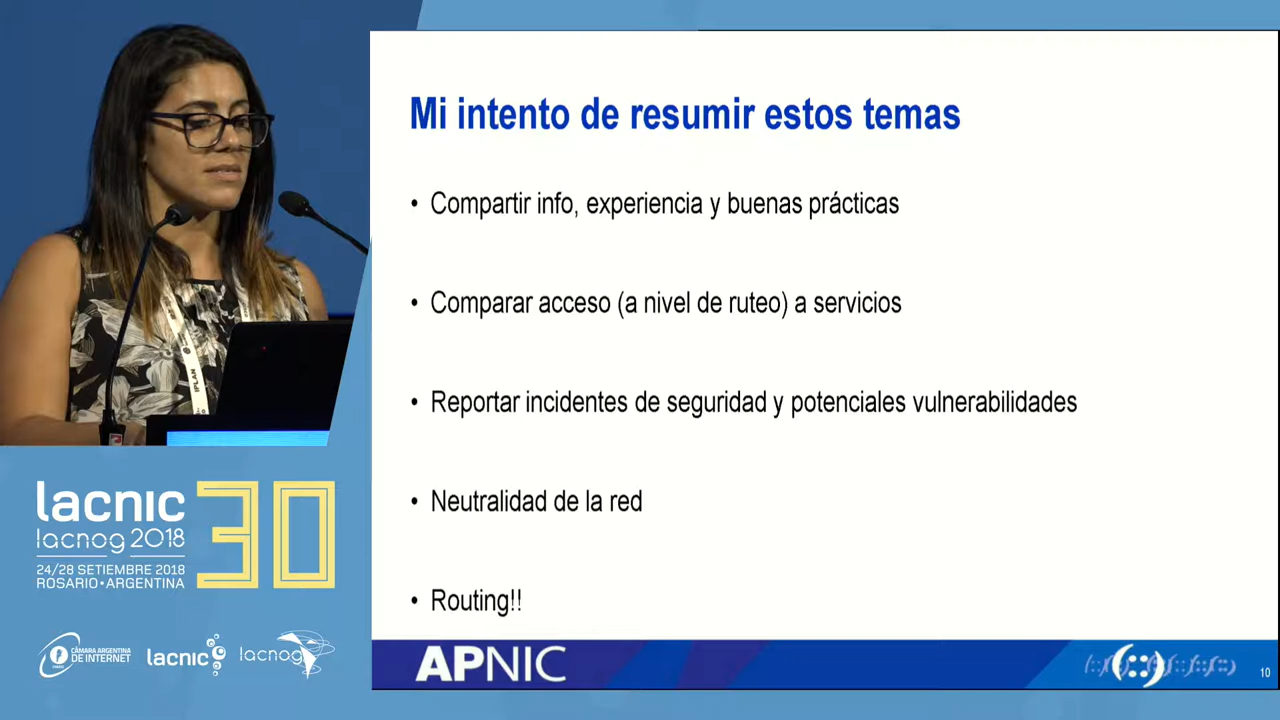 Mi intento de resumir estos temas
• Compartir info, experiencia y buenas prácticas
• Comparar acceso (a nivel de ruteo) a servicios
• Reportar incidentes de seguridad y potenciales vulnerabilidades
• Neutralidad de la red
• Routing!!
APNIC
10
IPLAN
lacnic 30
lacnog 2018
24/28 SETIEMBRE 2018
ROSARIO • ARGENTINA
CÁMARA ARGENTINA
DE INTERNET
lacnic
lacnog